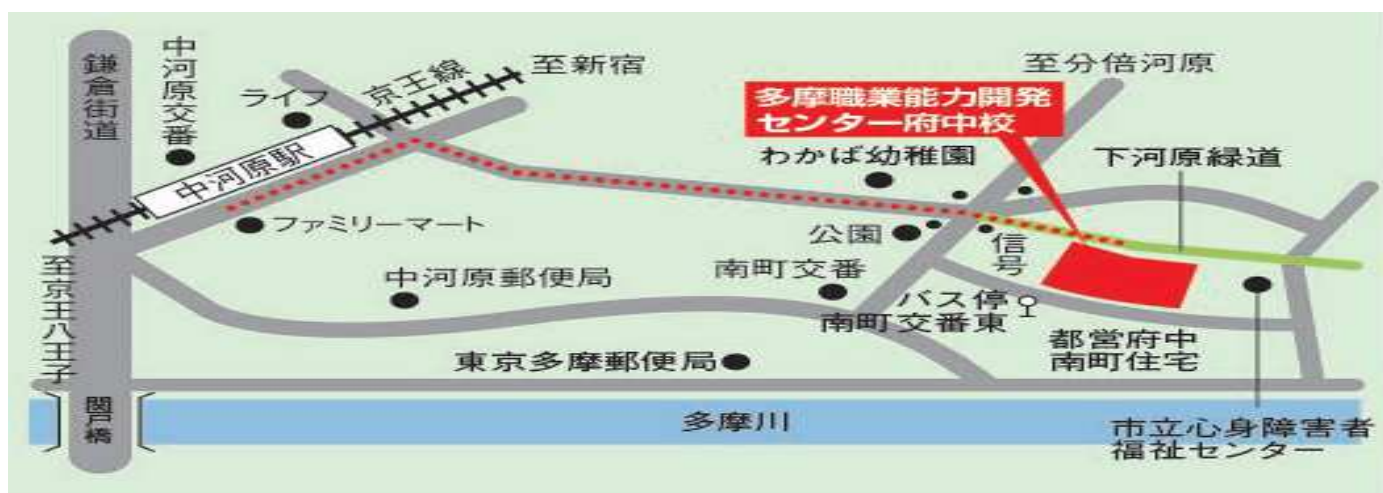 鎌倉街道
中河原交番
ライフ
京王線
至新宿
至分倍河原
多摩職業能力開発
センター府中校
わかば幼稚園
下河原緑道
中河原駅
ファミリーマート
公園
信号
中河原郵便局
南町交番
バス停
南町交番東
至京王八王子
都営府中
南町住宅
東京多摩郵便局
関戸橋
多摩川
市立心身障害者
福祉センター